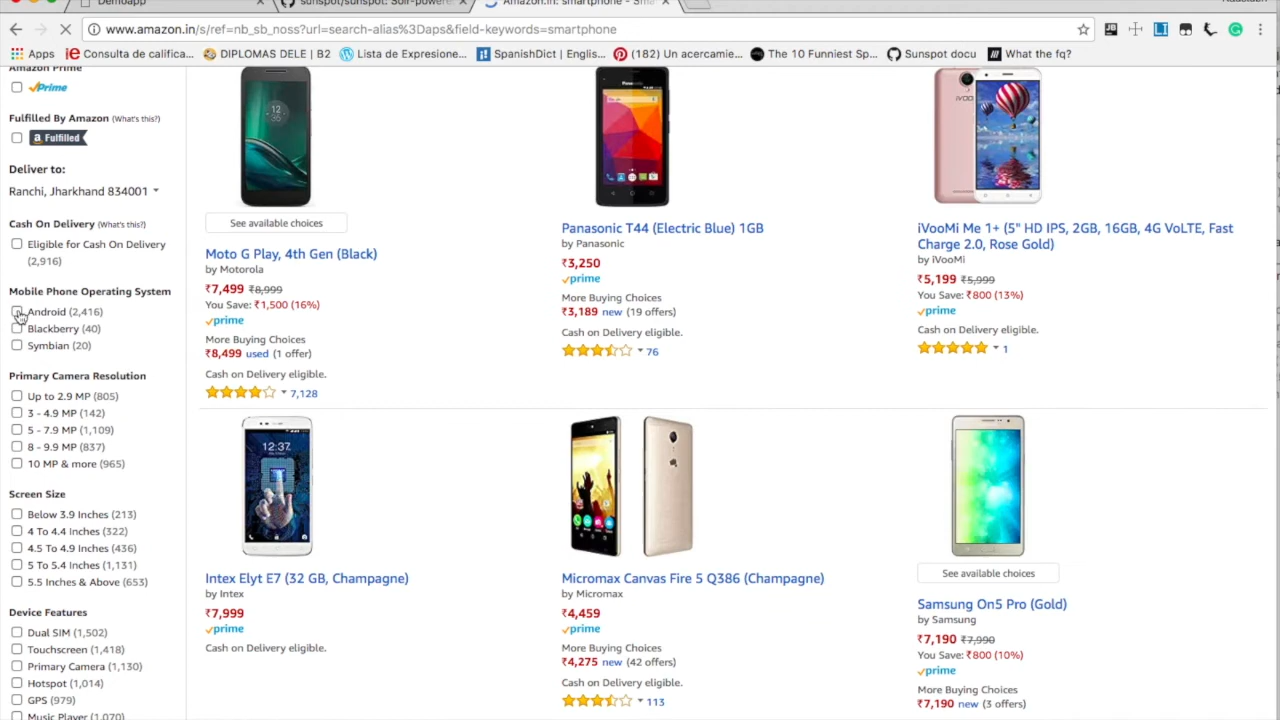 Demoapp
sunspot/sunspot: Solr-powere
Amazon.in: smartphone - Sma
www.amazon.in/s/ref=nb_sb_noss?url=search-alias%3Daps&field-keywords=smartphone
Apps
Consulta de califica...
DIPLOMAS DELE | B2
Lista de Expresione...
SpanishDict | Englis...
(182) Un acercamie...
The 10 Funniest Sp...
Sunspot docu
What the fq?
Amazon Prime
Prime
Fulfilled By Amazon (What's this?)
a Fulfilled
Deliver to:
Ranchi, Jharkhand 834001
Cash On Delivery (What's this?)
Eligible for Cash On Delivery
(2,916)
Mobile Phone Operating System
Android (2,416)
Blackberry (40)
Symbian (20)
Primary Camera Resolution
Up to 2.9 MP (805)
3 - 4.9 MP (142)
5 - 7.9 MP (1,109)
8 - 9.9 MP (837)
10 MP & more (965)
Screen Size
Below 3.9 Inches (213)
4 To 4.4 Inches (322)
4.5 To 4.9 Inches (436)
5 To 5.4 Inches (1,131)
5.5 Inches & Above (653)
Device Features
Dual SIM (1,502)
Touchscreen (1,418)
Primary Camera (1,130)
Hotspot (1,014)
GPS (979)
Music Player (1,070)
See available choices
Moto G Play, 4th Gen (Black)
by Motorola
₹7,499 ₹8,999
You Save: ₹1,500 (16%)
prime
More Buying Choices
₹8,499 used (1 offer)
Cash on Delivery eligible.
7,128
Panasonic
Panasonic T44 (Electric Blue) 1GB
by Panasonic
₹3,250
prime
More Buying Choices
₹3,189 new (19 offers)
Cash on Delivery eligible.
76
iVoo
iVooMi Me 1+ (5" HD IPS, 2GB, 16GB, 4G VoLTE, Fast
Charge 2.0, Rose Gold)
by iVooMi
₹5,199 ₹5,999
You Save: ₹800 (13%)
prime
Cash on Delivery eligible.
1
12:37
Intex Elyt E7 (32 GB, Champagne)
by Intex
₹7,999
prime
Cash on Delivery eligible.
Micromax Canvas Fire 5 Q386 (Champagne)
by Micromax
₹4,459
prime
More Buying Choices
₹4,275 new (42 offers)
Cash on Delivery eligible.
113
See available choices
Samsung On5 Pro (Gold)
by Samsung
₹7,190 ₹7,990
You Save: ₹800 (10%)
prime
More Buying Choices
₹7,190 new (3 offers)